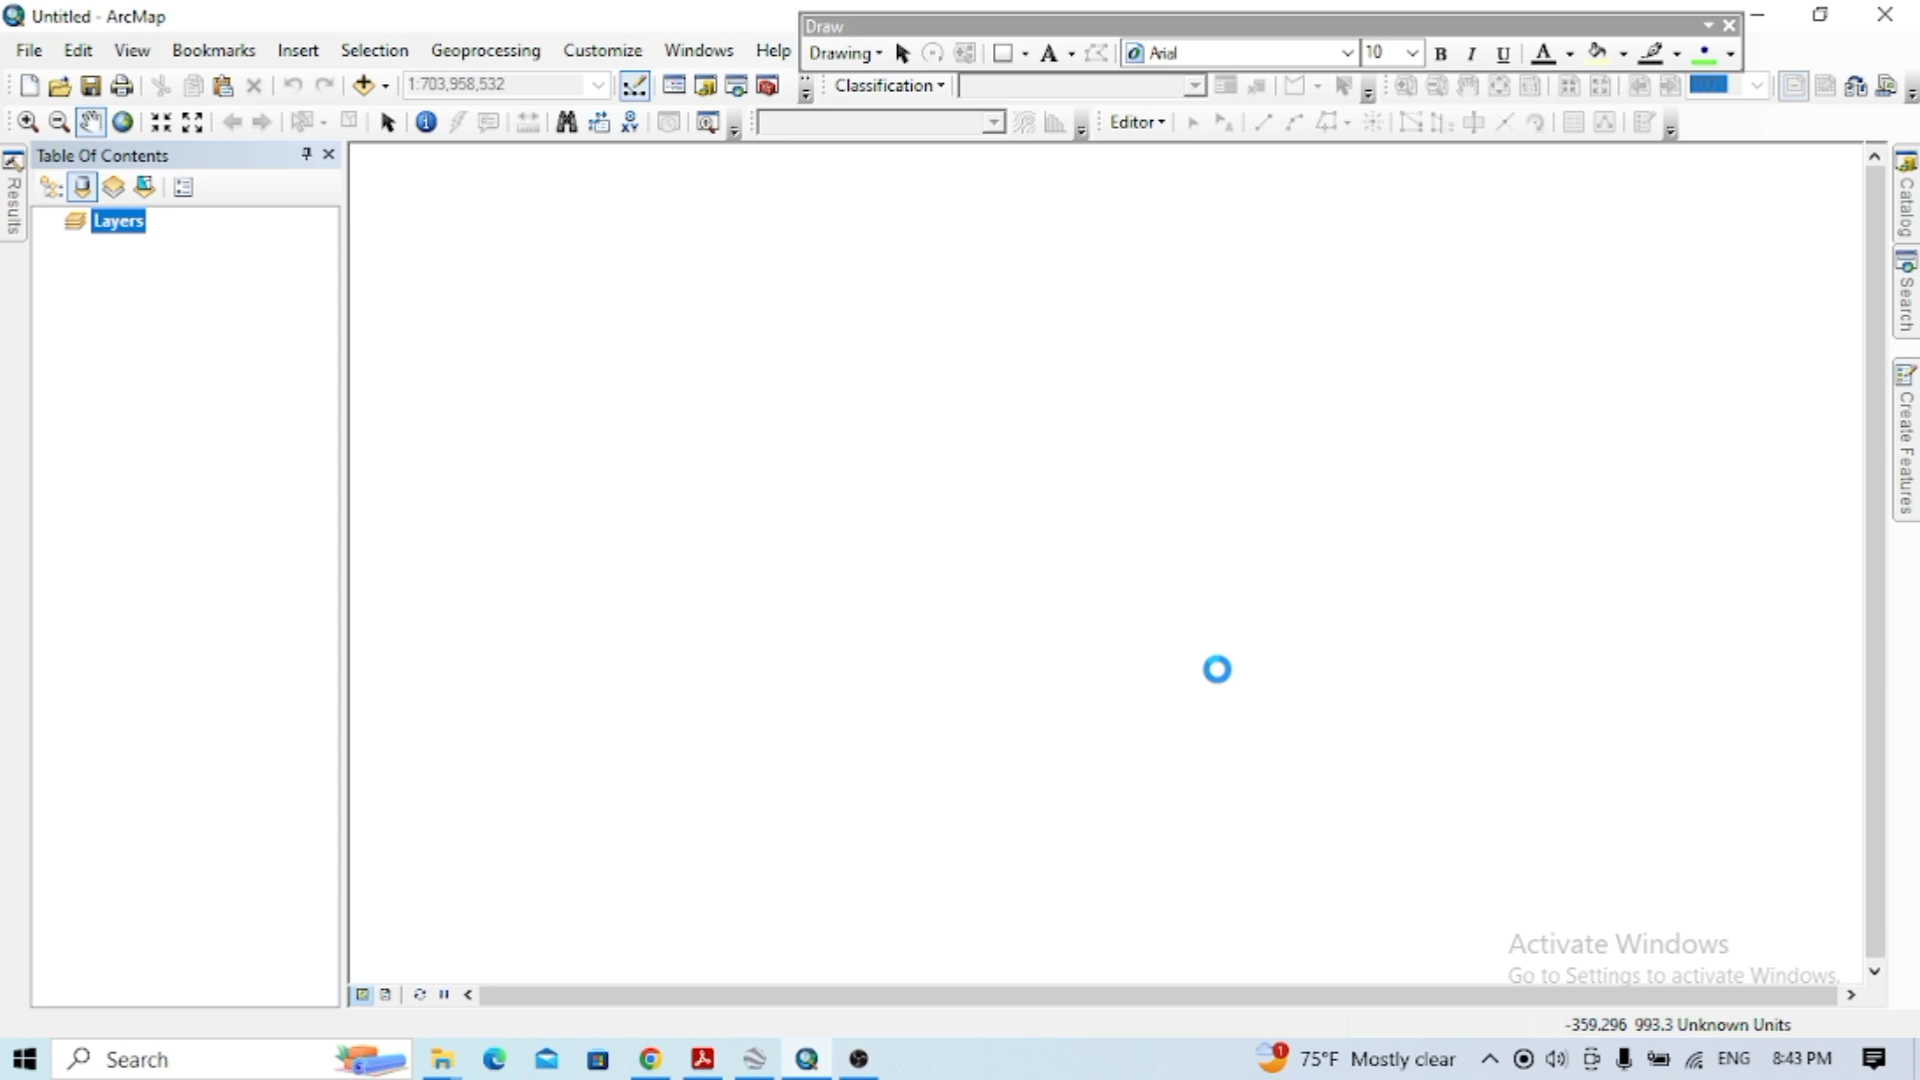 Untitled - ArcMap
Draw
File Edit View Bookmarks Insert Selection Geoprocessing Customize Windows Help
Drawing A Arial 10 B I U A
1:703,958,532
Classification
Editor
Table Of Contents
Results
Layers
Catalog
Search
Create Features
Activate Windows
Go to Settings to activate Windows.
-359.296 993.3 Unknown Units
Search
1
75°F Mostly clear
ENG
8:43 PM